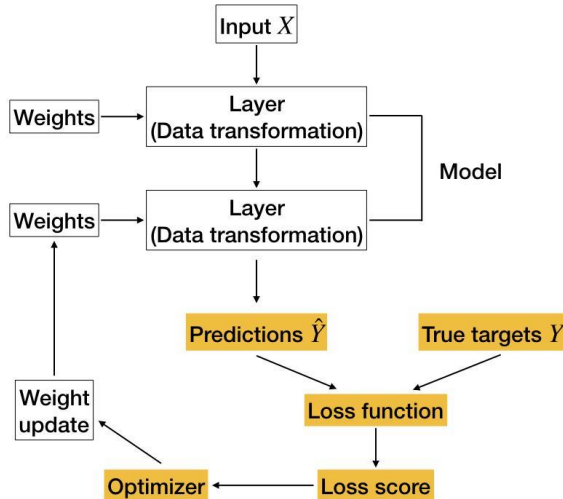 Input X
Weights
Layer
(Data transformation)
Model
Weights
Layer
(Data transformation)
Predictions Ŷ
True targets Y
Weight
update
Loss function
Optimizer
Loss score